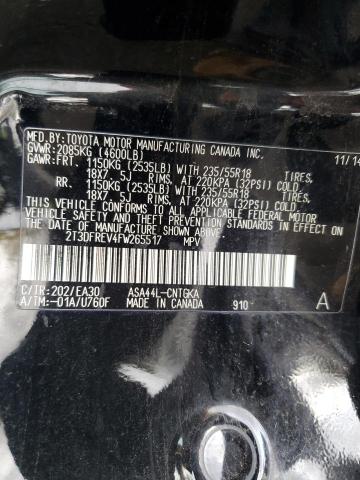 MFD. BY: TOYOTA MOTOR MANUFACTURING CANADA INC. 11/14
GVWR: 2085KG (4600LB)
GAWR: FRT 1150KG (2535LB) WITH 235/55R18 TIRES,
18X7. 5J RIMS, AT 220KPA (32PSI) COLD.
RR. 1150KG (2535LB) WITH 235/55R18 TIRES,
18X7. 5J RIMS, AT 220KPA (32PSI) COLD.
THIS VEHICLE CONFORMS TO ALL APPLICABLE FEDERAL MOTOR
VEHICLE SAFETY, BUMPER, AND THEFT PREVENTION STANDARDS IN EFFECT ON
THE DATE OF MANUFACTURE SHOWN ABOVE.
2T3DFREV4FW265517 MPV
C/TR: 202/EA30 ASA44L-CNTGKA
A/TM: -01A/U760F MADE IN CANADA 910- A